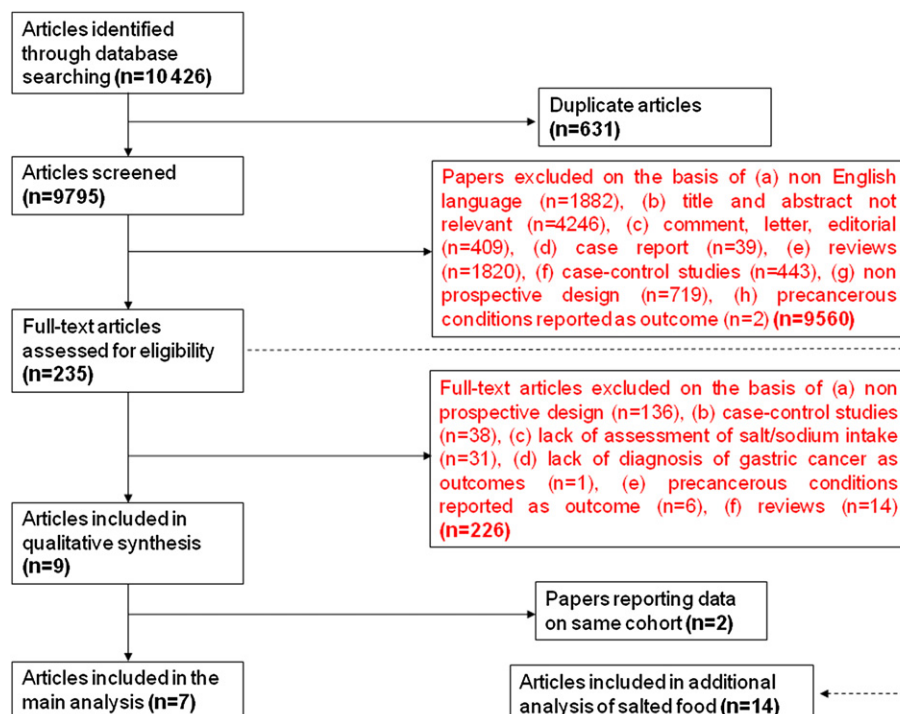 Articles identified
through database
searching (n=10 426)
Duplicate articles
(n=631)
Articles screened
(n=9795)
Papers excluded on the basis of (a) non English
language (n=1882), (b) title and abstract not
relevant (n=4246), (c) comment, letter, editorial
(n=409), (d) case report (n=39), (e) reviews
(n=1820), (f) case-control studies (n=443), (g) non
prospective design (n=719), (h) precancerous
conditions reported as outcome (n=2) (n=9560)
Full-text articles
assessed for eligibility
(n=235)
Full-text articles excluded on the basis of (a) non
prospective design (n=136), (b) case-control studies
(n=38), (c) lack of assessment of salt/sodium intake
(n=31), (d) lack of diagnosis of gastric cancer as
outcomes (n=1), (e) precancerous conditions
reported as outcome (n=6), (f) reviews (n=14)
(n=226)
Articles included in
qualitative synthesis
(n=9)
Papers reporting data
on same cohort (n=2)
Articles included in the
main analysis (n=7)
Articles included in additional
analysis of salted food (n=14)